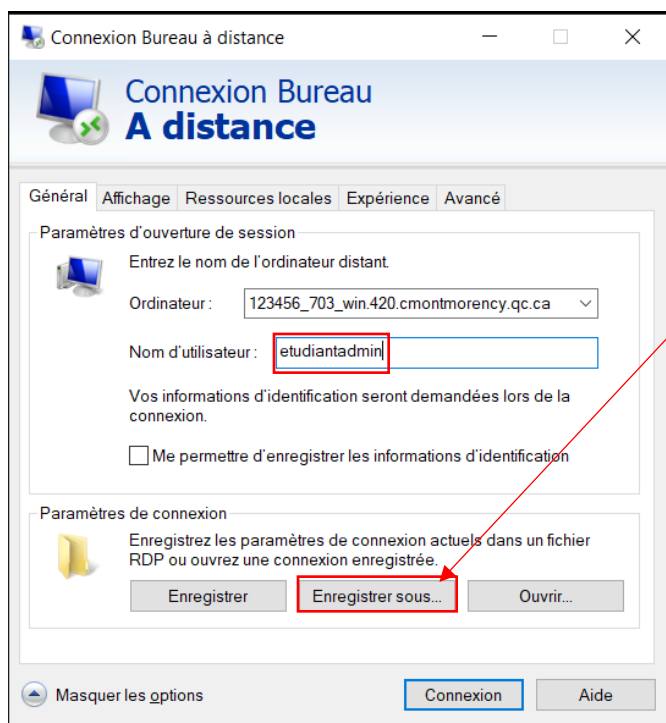 Connexion Bureau à distance
Connexion Bureau
A distance
Général Affichage Ressources locales Expérience Avancé
Paramètres d'ouverture de session
Entrez le nom de l'ordinateur distant.
Ordinateur : 123456_703_win.420.cmontmorency.qc.ca
Nom d'utilisateur : etudiantadmin
Vos informations d'identification seront demandées lors de la
connexion.
Me permettre d'enregistrer les informations d'identification
Paramètres de connexion
Enregistrez les paramètres de connexion actuels dans un fichier
RDP ou ouvrez une connexion enregistrée.
Enregistrer Enregistrer sous... Ouvrir...
Masquer les options Connexion Aide